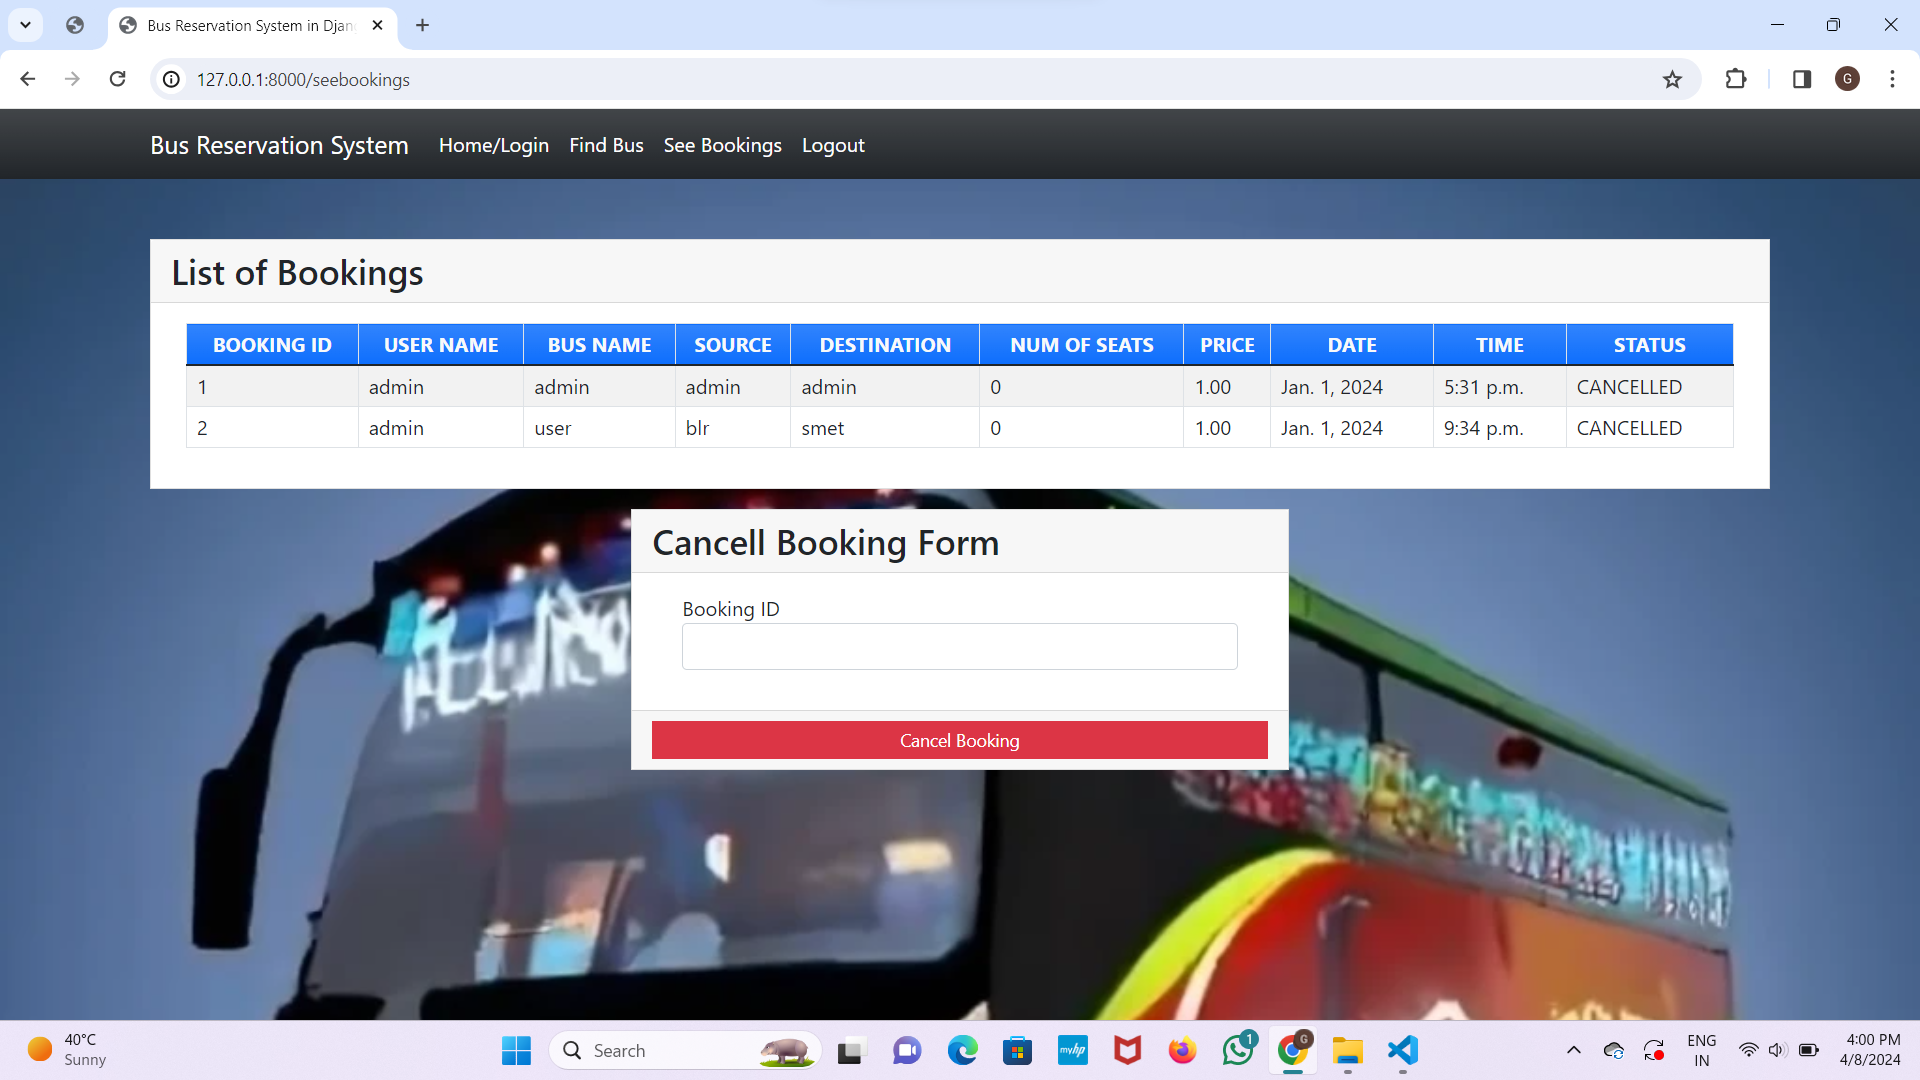 Bus Reservation System in Djan
127.0.0.1:8000/seebookings
G
Bus Reservation System Home/Login Find Bus See Bookings Logout
List of Bookings
BOOKING ID USER NAME BUS NAME SOURCE DESTINATION NUM OF SEATS PRICE DATE TIME STATUS
1 admin admin admin admin 0 1.00 Jan. 1, 2024 5:31 p.m. CANCELLED
2 admin user blr smet 0 1.00 Jan. 1, 2024 9:34 p.m. CANCELLED
Cancell Booking Form
Booking ID
Cancel Booking
40°C
Sunny
Search
myhp
1
G
ENG
IN
4:00 PM
4/8/2024